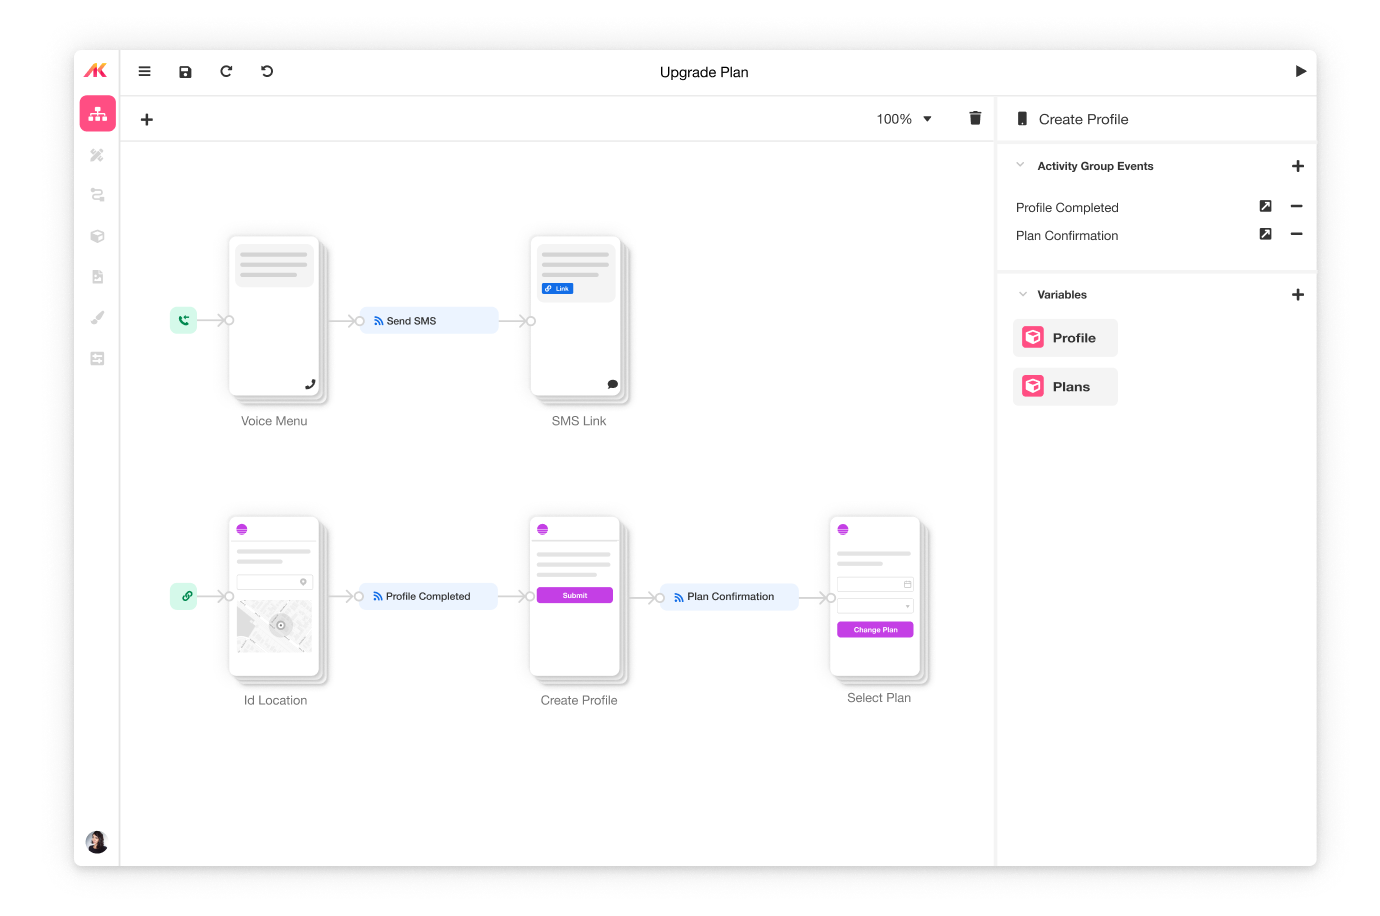 Upgrade Plan
100%
Create Profile
Activity Group Events
Profile Completed
Plan Confirmation
Variables
Profile
Plans
Link
Send SMS
Voice Menu
SMS Link
Submit
Profile Completed
Plan Confirmation
Change Plan
Id Location
Create Profile
Select Plan